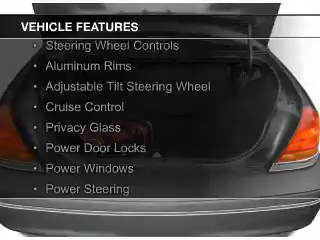 VEHICLE FEATURES
• Steering Wheel Controls
• Aluminum Rims
• Adjustable Tilt Steering Wheel
• Cruise Control
• Privacy Glass
• Power Door Locks
• Power Windows
• Power Steering